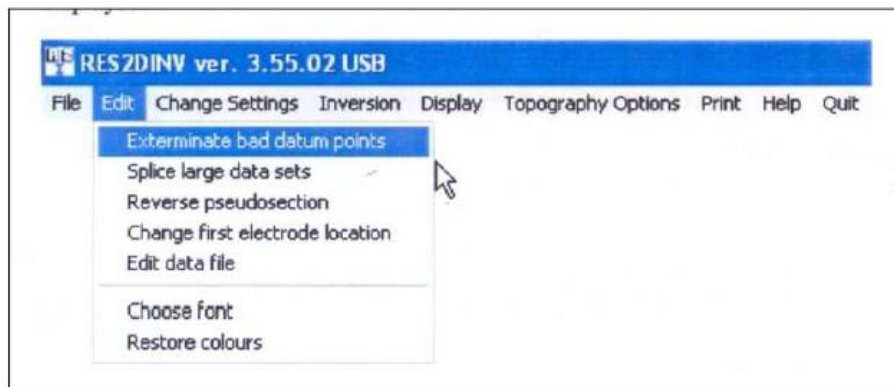 RES2DINV ver. 3.55.02 USB
File Edit Change Settings Inversion Display Topography Options Print Help Quit
Exterminate bad datum points
Splice large data sets
Reverse pseudosection
Change first electrode location
Edit data file
Choose font
Restore colours